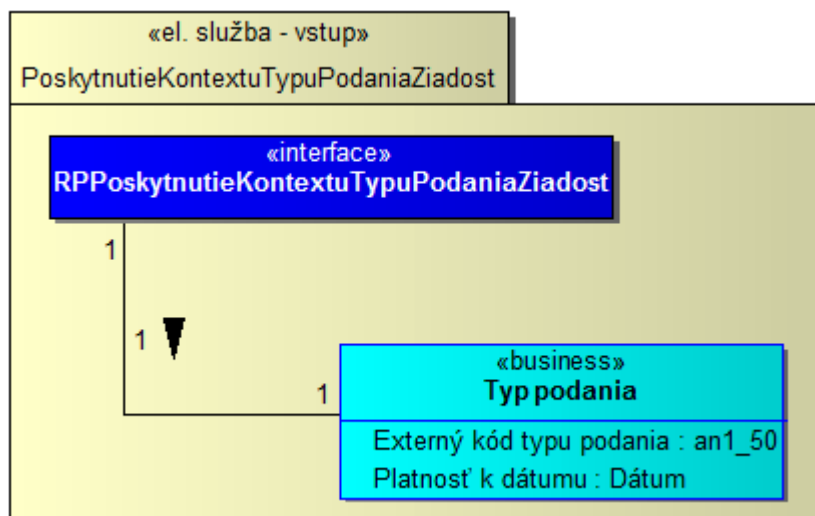 «el. služba - vstup»
PoskytnutieKontextuTypuPodaniaZiadost
«interface»
RPPoskytnutieKontextuTypuPodaniaZiadost
1
1
1
«business»
Typ podania
Externý kód typu podania : an1_50
Platnosť k dátumu : Dátum